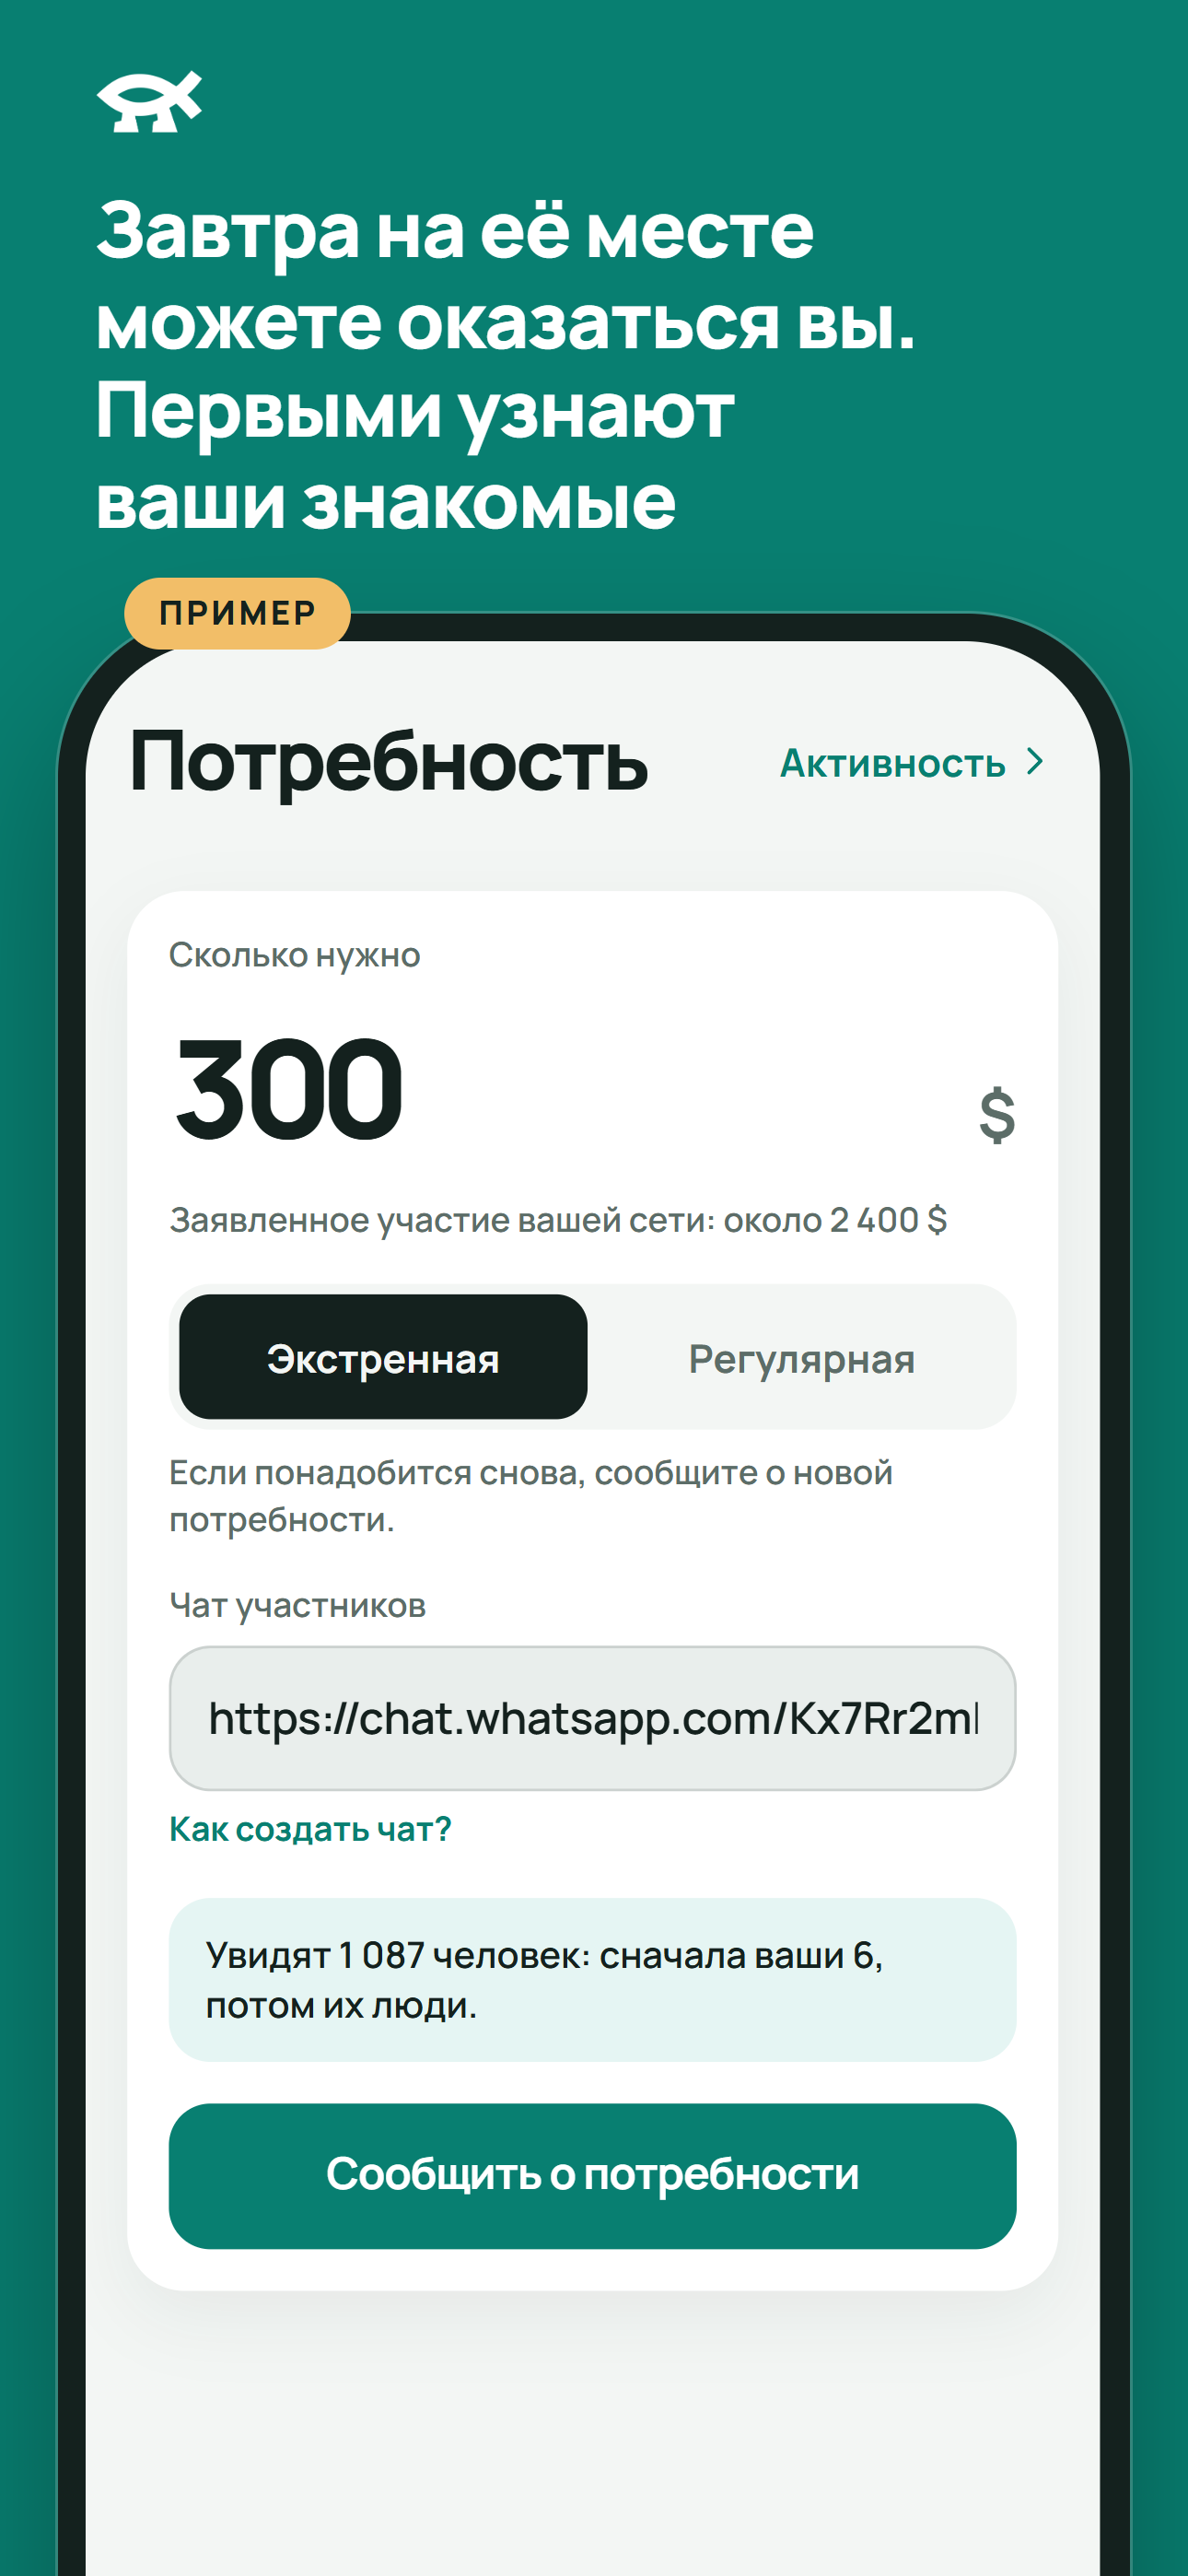 Завтра на её месте
можете оказаться вы.
Первыми узнают
ваши знакомые
ПРИМЕР
Потребность
Активность
Сколько нужно
300
$
Заявленное участие вашей сети: около 2 400 $
Экстренная
Регулярная
Если понадобится снова, сообщите о новой
потребности.
Чат участников
https://chat.whatsapp.com/Kx7Rr2m
Как создать чат?
Увидят 1 087 человек: сначала ваши 6,
потом их люди.
Сообщить о потребности